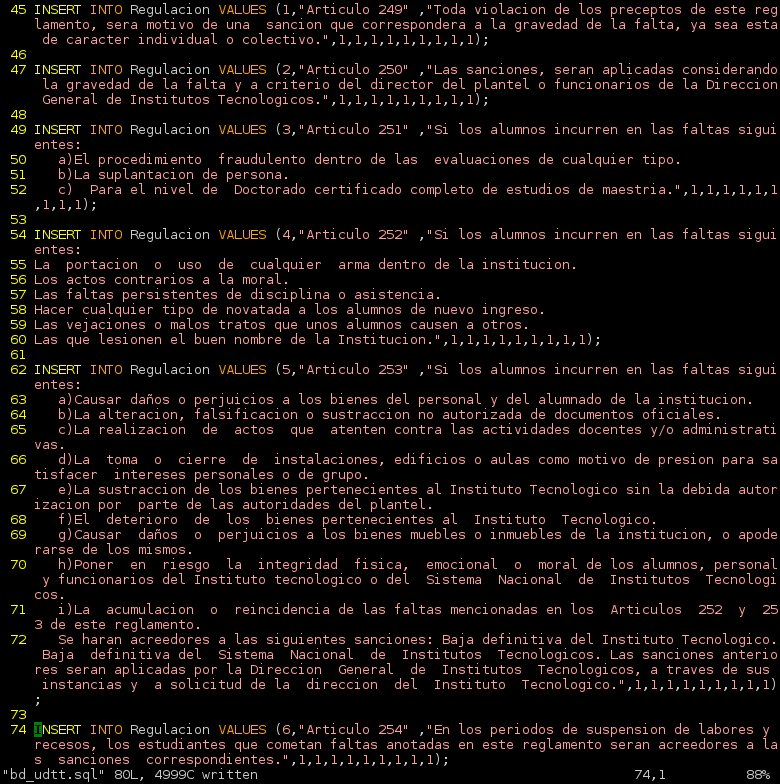 45 INSERT INTO Regulacion VALUES (1,"Articulo 249" ,"Toda violacion de los preceptos de este reg
lamento, sera motivo de una  sancion que correspondera a la gravedad de la falta, ya sea esta
de caracter individual o colectivo.",1,1,1,1,1,1,1,1,1);
46
47 INSERT INTO Regulacion VALUES (2,"Articulo 250" ,"Las sanciones, seran aplicadas considerando
 la gravedad de la falta y a criterio del director del plantel o funcionarios de la Direccion
 General de Institutos Tecnologicos.",1,1,1,1,1,1,1,1,1);
48
49 INSERT INTO Regulacion VALUES (3,"Articulo 251" ,"Si los alumnos incurren en las faltas sigui
entes:
50    a)El procedimiento  fraudulento dentro de las  evaluaciones de cualquier tipo.
51    b)La suplantacion de persona.
52    c)  Para el nivel de  Doctorado certificado completo de estudios de maestria.",1,1,1,1,1,1
,1,1,1);
53
54 INSERT INTO Regulacion VALUES (4,"Articulo 252" ,"Si los alumnos incurren en las faltas sigui
entes:
55 La  portacion  o  uso  de  cualquier  arma dentro de la institucion.
56 Los actos contrarios a la moral.
57 Las faltas persistentes de disciplina o asistencia.
58 Hacer cualquier tipo de novatada a los alumnos de nuevo ingreso.
59 Las vejaciones o malos tratos que unos alumnos causen a otros.
60 Las que lesionen el buen nombre de la Institucion.",1,1,1,1,1,1,1,1,1);
61
62 INSERT INTO Regulacion VALUES (5,"Articulo 253" ,"Si los alumnos incurren en las faltas sigui
entes:
63    a)Causar daños o perjuicios a los bienes del personal y del alumnado de la institucion.
64    b)La alteracion, falsificacion o sustraccion no autorizada de documentos oficiales.
65    c)La realizacion  de  actos  que  atenten contra las actividades docentes y/o administrati
vas.
66    d)La  toma  o  cierre  de  instalaciones, edificios o aulas como motivo de presion para sa
tisfacer  intereses personales o de grupo.
67    e)La sustraccion de los bienes pertenecientes al Instituto Tecnologico sin la debida autor
izacion por  parte de las autoridades del plantel.
68    f)El  deterioro  de  los  bienes pertenecientes al  Instituto  Tecnologico.
69    g)Causar  daños  o  perjuicios a los bienes muebles o inmuebles de la institucion, o apode
rarse de los mismos.
70    h)Poner  en  riesgo  la  integridad  fisica,  emocional  o  moral de los alumnos, personal
 y funcionarios del Instituto tecnologico o del  Sistema  Nacional  de  Institutos  Tecnologi
cos.
71    i)La  acumulacion  o  reincidencia de las faltas mencionadas en los  Articulos  252  y  25
3 de este reglamento.
72    Se haran acreedores a las siguientes sanciones: Baja definitiva del Instituto Tecnologico.
 Baja  definitiva del  Sistema  Nacional  de  Institutos  Tecnologicos. Las sanciones anterio
res seran aplicadas por la Direccion  General  de  Institutos  Tecnologicos, a traves de sus
 instancias y  a solicitud de la  direccion  del  Instituto  Tecnologico.",1,1,1,1,1,1,1,1,1)
;
73
74 INSERT INTO Regulacion VALUES (6,"Articulo 254" ,"En los periodos de suspension de labores y
recesos, los estudiantes que cometan faltas anotadas en este reglamento seran acreedores a la
s  sanciones  correspondientes.",1,1,1,1,1,1,1,1,1);
"bd_udtt.sql" 80L, 4999C written 74,1 88%